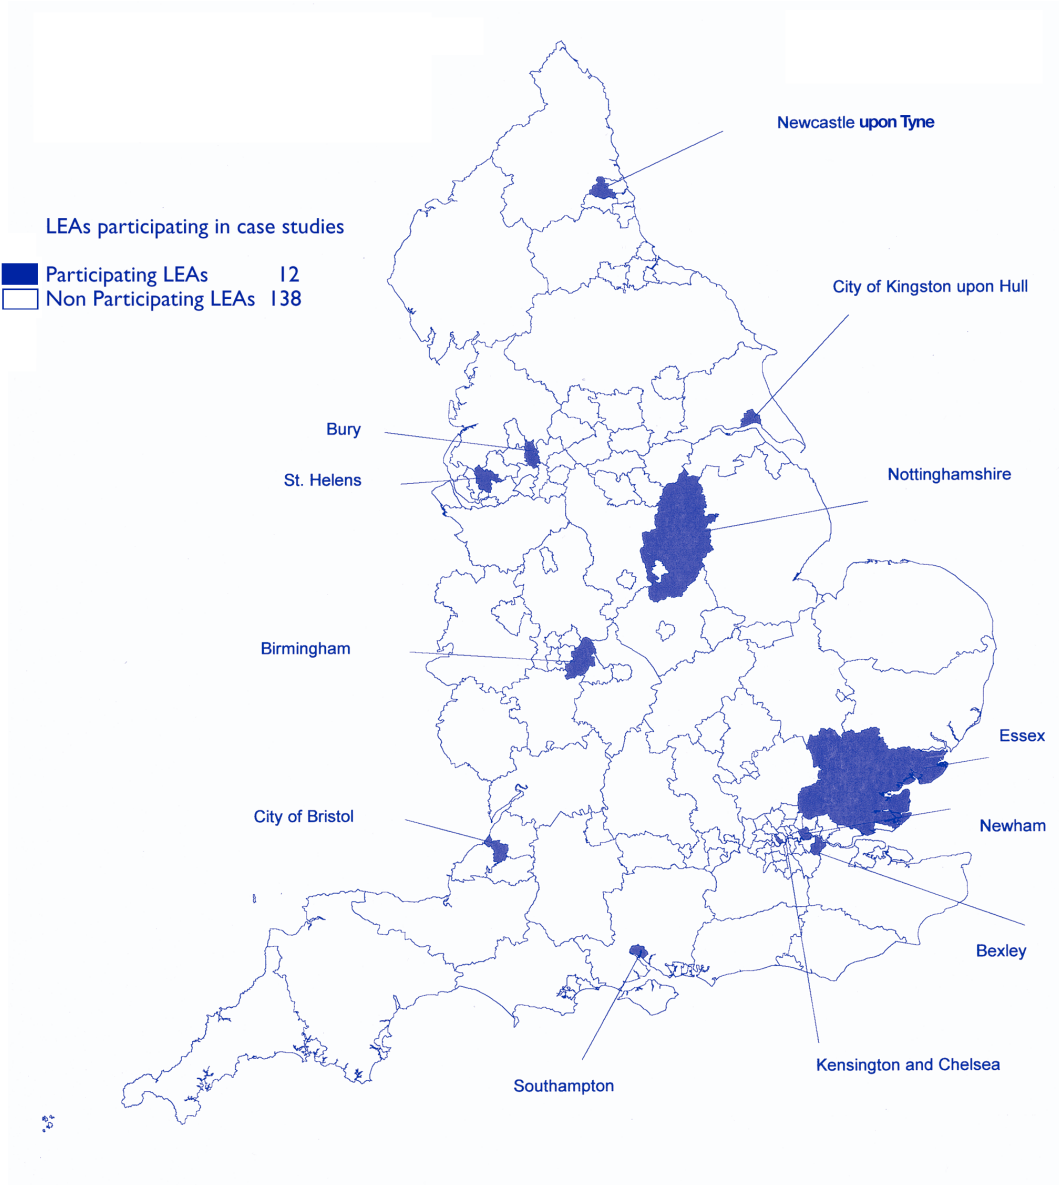 Newcastle upon Tyne
LEAs participating in case studies
Participating LEAs 12
Non Participating LEAs 138
City of Kingston upon Hull
Bury
St. Helens
Nottinghamshire
Birmingham
Essex
City of Bristol
Newham
Bexley
Kensington and Chelsea
Southampton